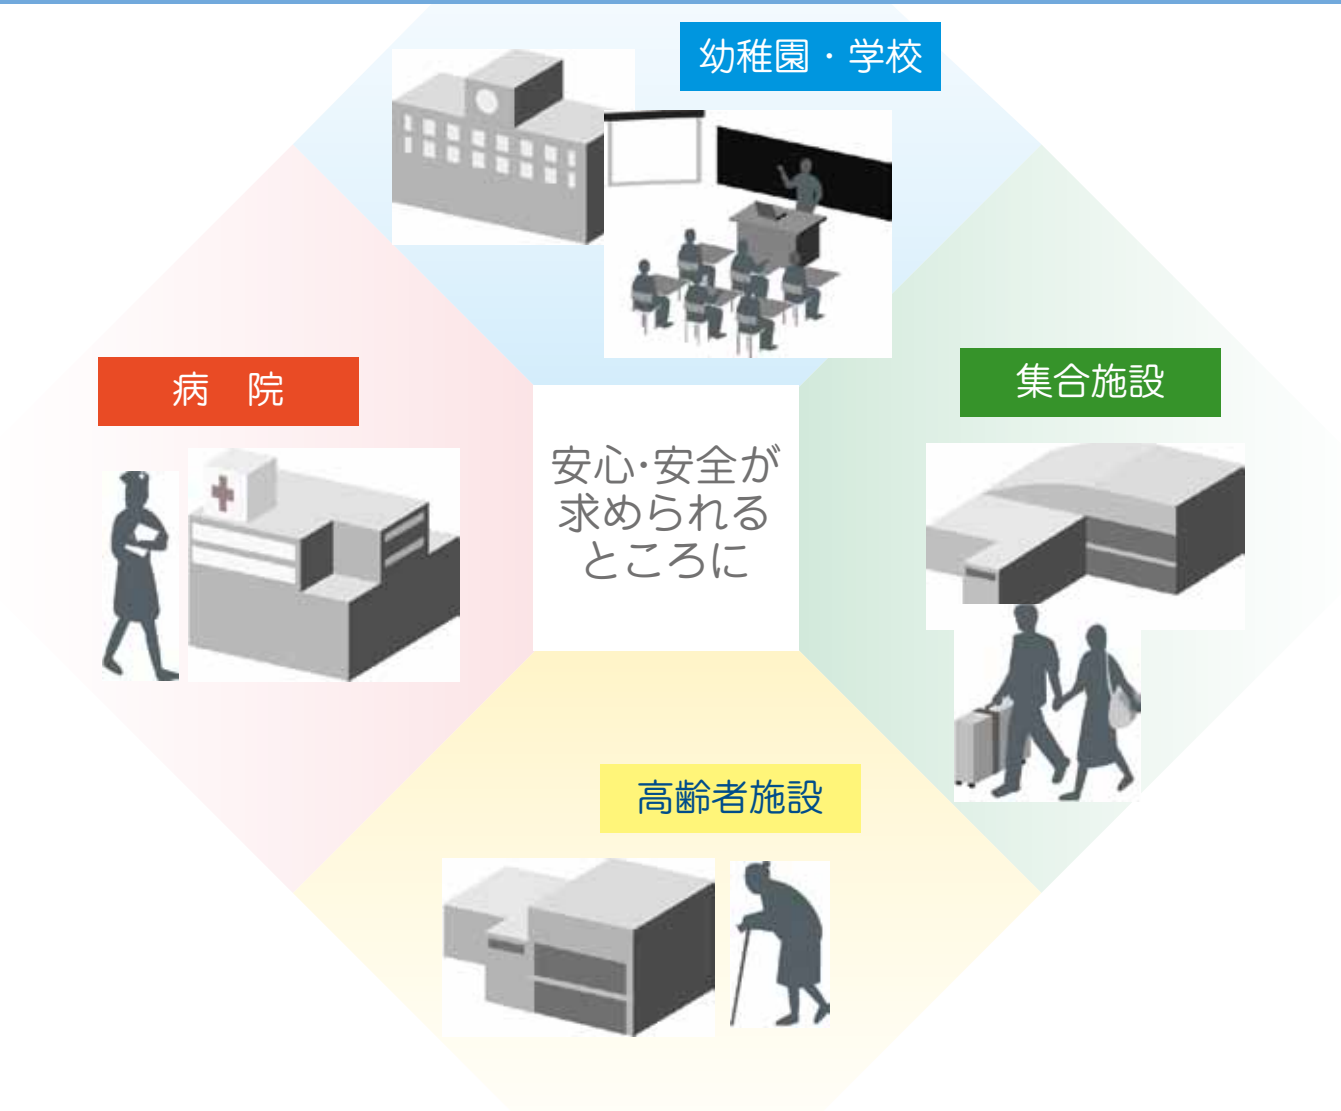 幼稚園・学校
病　院
集合施設
安心･安全が
求められる
ところに
高齢者施設